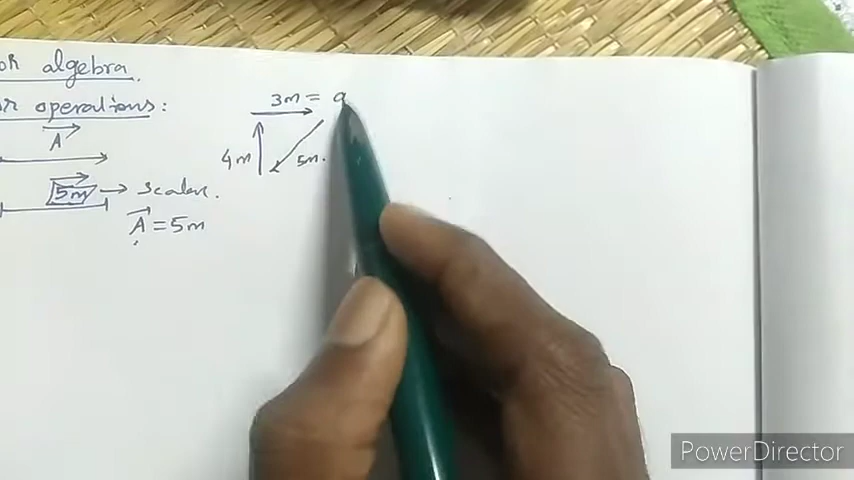 algebra.
operations:
A
5m → scalar.
A = 5m
3m = a
4m
5m.
PowerDirector